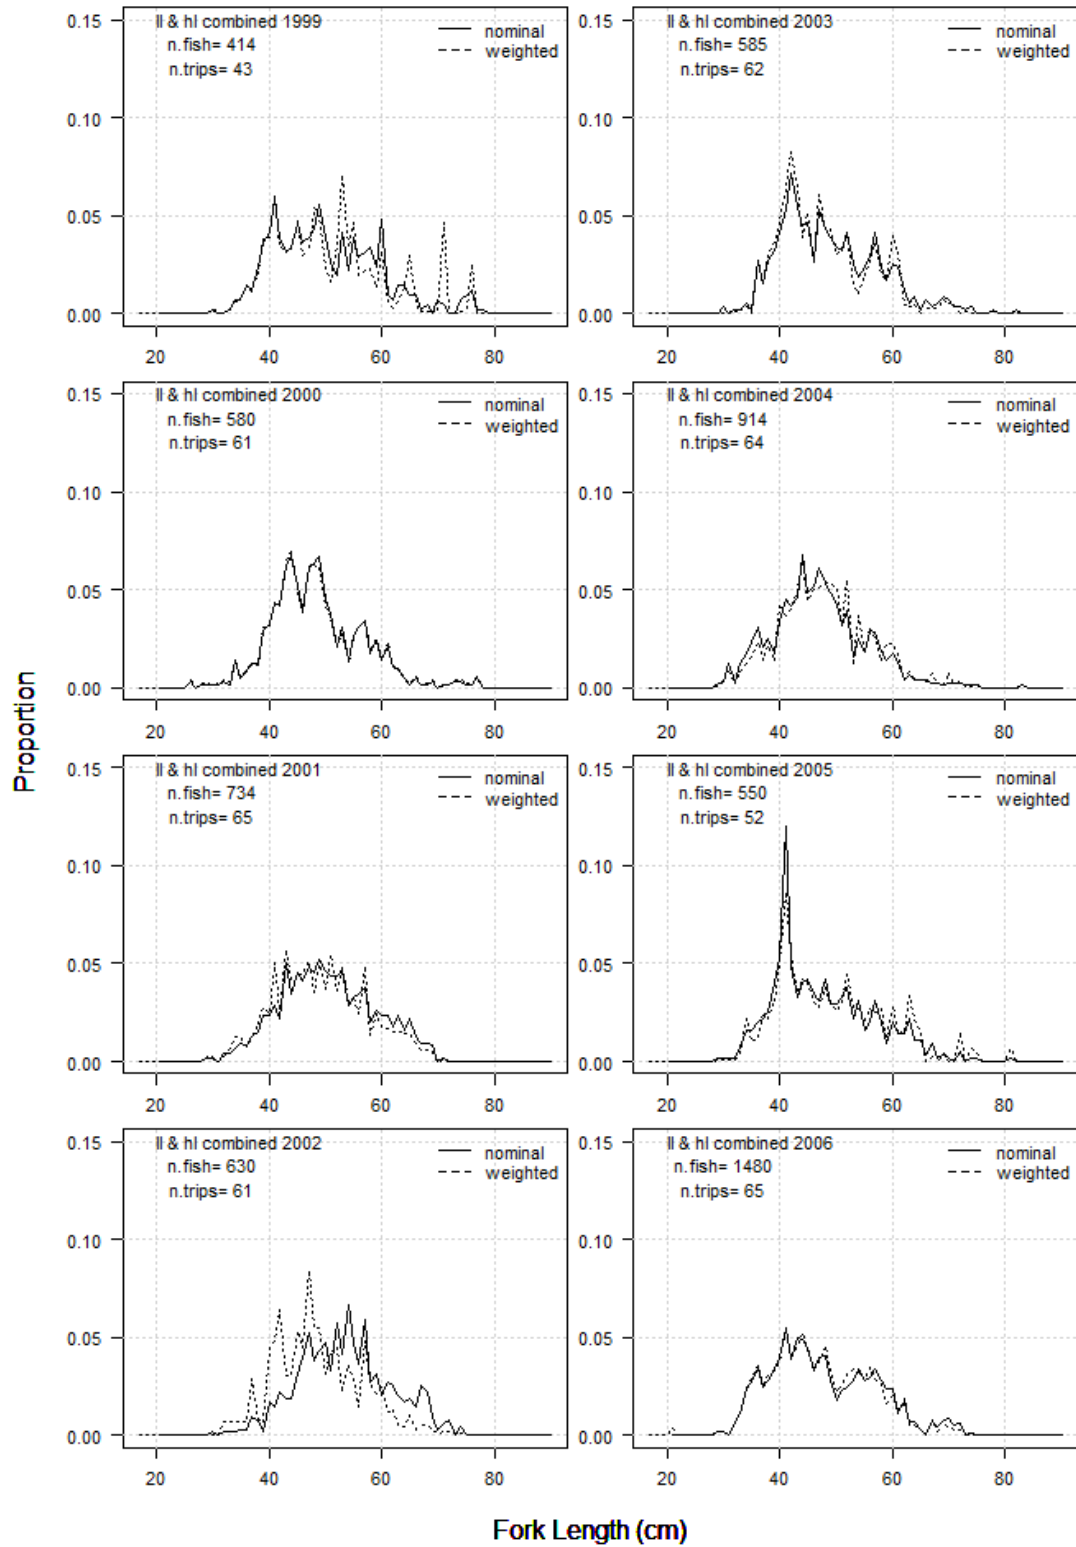 ll & hl combined 1999
n.fish= 414
n.trips= 43
nominal
weighted
0.15
0.10
0.05
0.00
20 40 60 80
ll & hl combined 2003
n.fish= 585
n.trips= 62
nominal
weighted
0.15
0.10
0.05
0.00
20 40 60 80
ll & hl combined 2000
n.fish= 580
n.trips= 61
nominal
weighted
0.15
0.10
0.05
0.00
20 40 60 80
ll & hl combined 2004
n.fish= 914
n.trips= 64
nominal
weighted
0.15
0.10
0.05
0.00
20 40 60 80
ll & hl combined 2001
n.fish= 734
n.trips= 65
nominal
weighted
0.15
0.10
0.05
0.00
20 40 60 80
ll & hl combined 2005
n.fish= 550
n.trips= 52
nominal
weighted
0.15
0.10
0.05
0.00
20 40 60 80
ll & hl combined 2002
n.fish= 630
n.trips= 61
nominal
weighted
0.15
0.10
0.05
0.00
20 40 60 80
ll & hl combined 2006
n.fish= 1480
n.trips= 65
nominal
weighted
0.15
0.10
0.05
0.00
20 40 60 80
Proportion
Fork Length (cm)